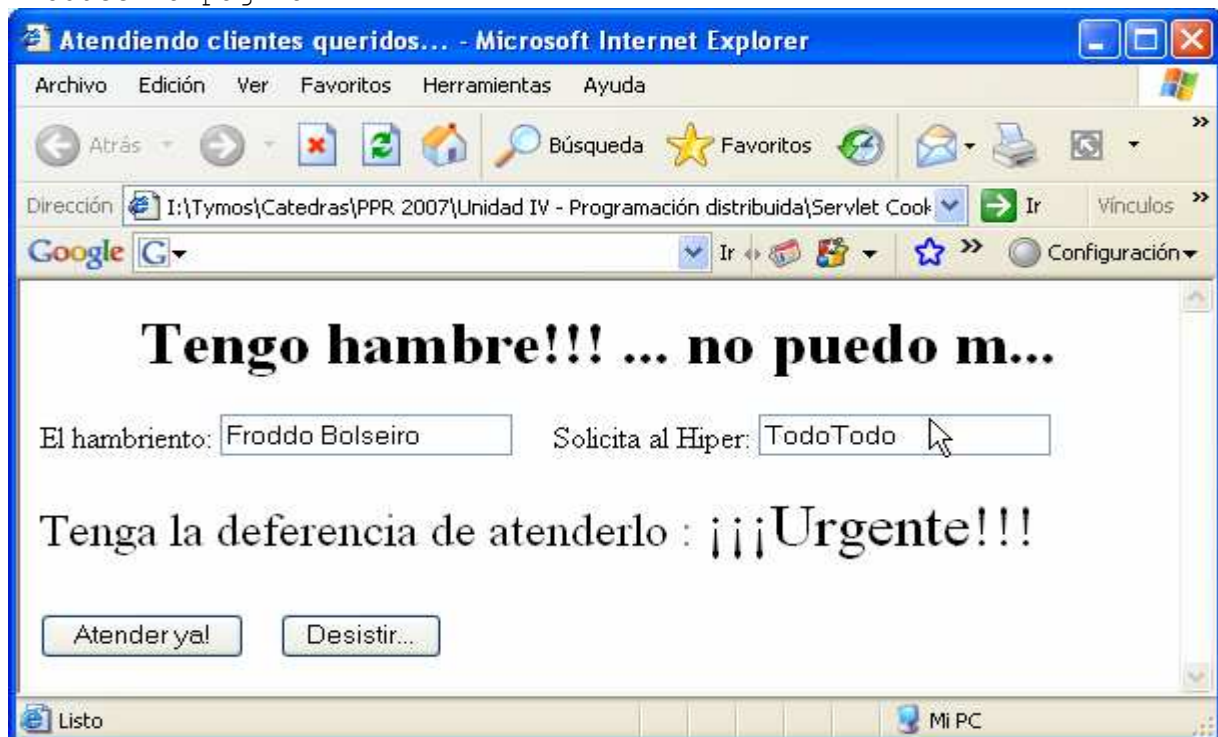 Atendiendo clientes queridos... - Microsoft Internet Explorer
Archivo Edición Ver Favoritos Herramientas Ayuda
Atrás Búsqueda Favoritos »
Dirección I:\Tymos\Catedras\PPR 2007\Unidad IV - Programación distribuida\Servlet Cook Ir Vínculos »
Google G Ir » Configuración
Tengo hambre!!! ... no puedo m...
El hambriento: Froddo Bolseiro Solicita al Hiper: TodoTodo
Tenga la deferencia de atenderlo : ¡¡¡Urgente!!!
Atender ya! Desistir...
Listo Mi PC